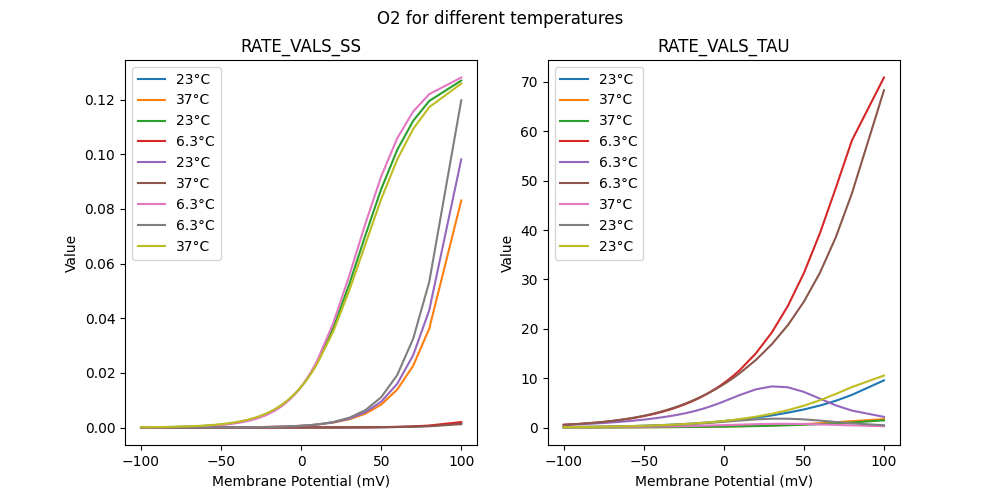 O2 for different temperatures
RATE_VALS_SS
23°C
37°C
23°C
6.3°C
23°C
37°C
6.3°C
6.3°C
37°C
0.12
0.10
0.08
0.06
0.04
0.02
0.00
Value
−100
−50
0
50
100
Membrane Potential (mV)
RATE_VALS_TAU
23°C
37°C
37°C
6.3°C
6.3°C
6.3°C
37°C
23°C
23°C
70
60
50
40
30
20
10
0
Value
−100
−50
0
50
100
Membrane Potential (mV)